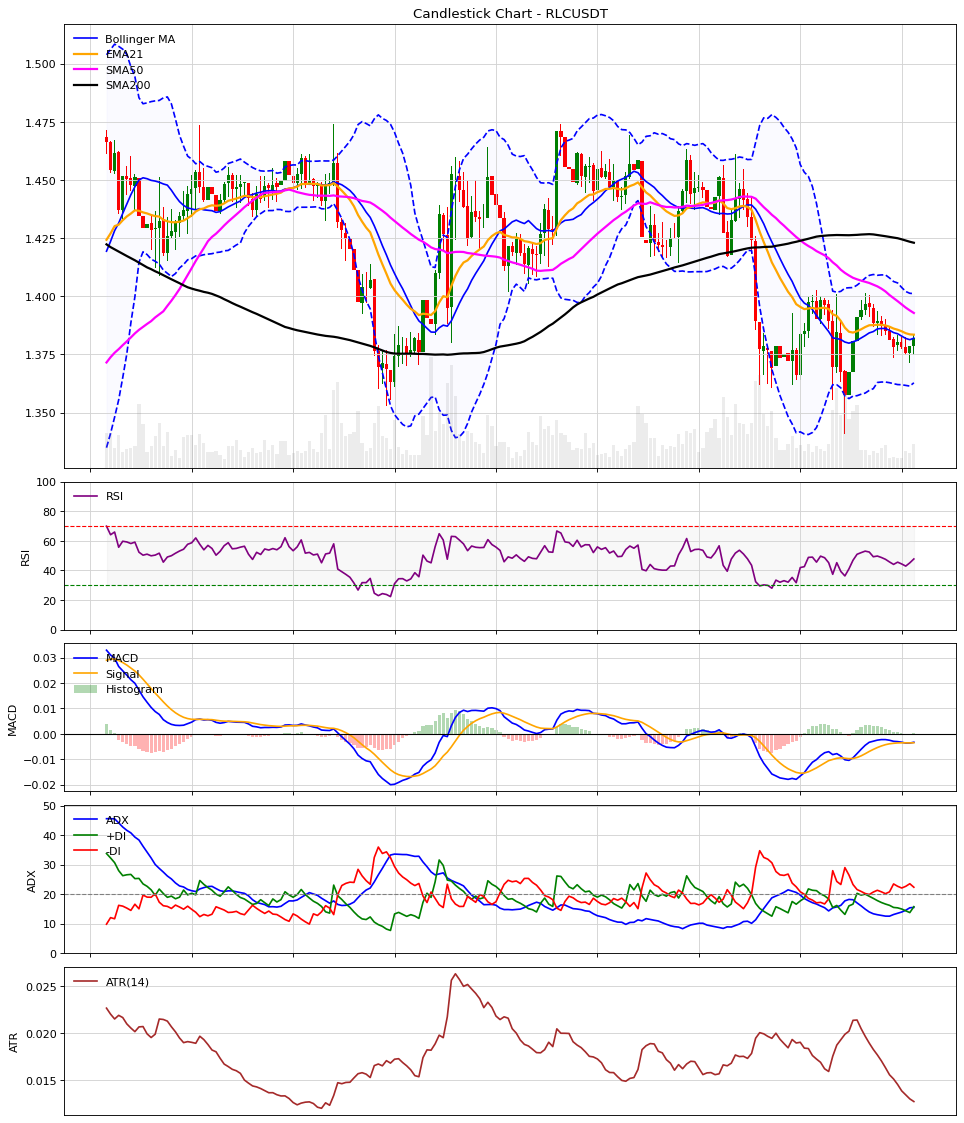 Candlestick Chart - RLCUSDT
Bollinger MA
EMA21
SMA50
SMA200
1.500
1.475
1.450
1.425
1.400
1.375
1.350
RSI
RSI
100
80
60
40
20
0
MACD
Signal
Histogram
MACD
0.03
0.02
0.01
0.00
−0.01
−0.02
ADX
+DI
-DI
ADX
50
40
30
20
10
0
ATR(14)
ATR
0.025
0.020
0.015